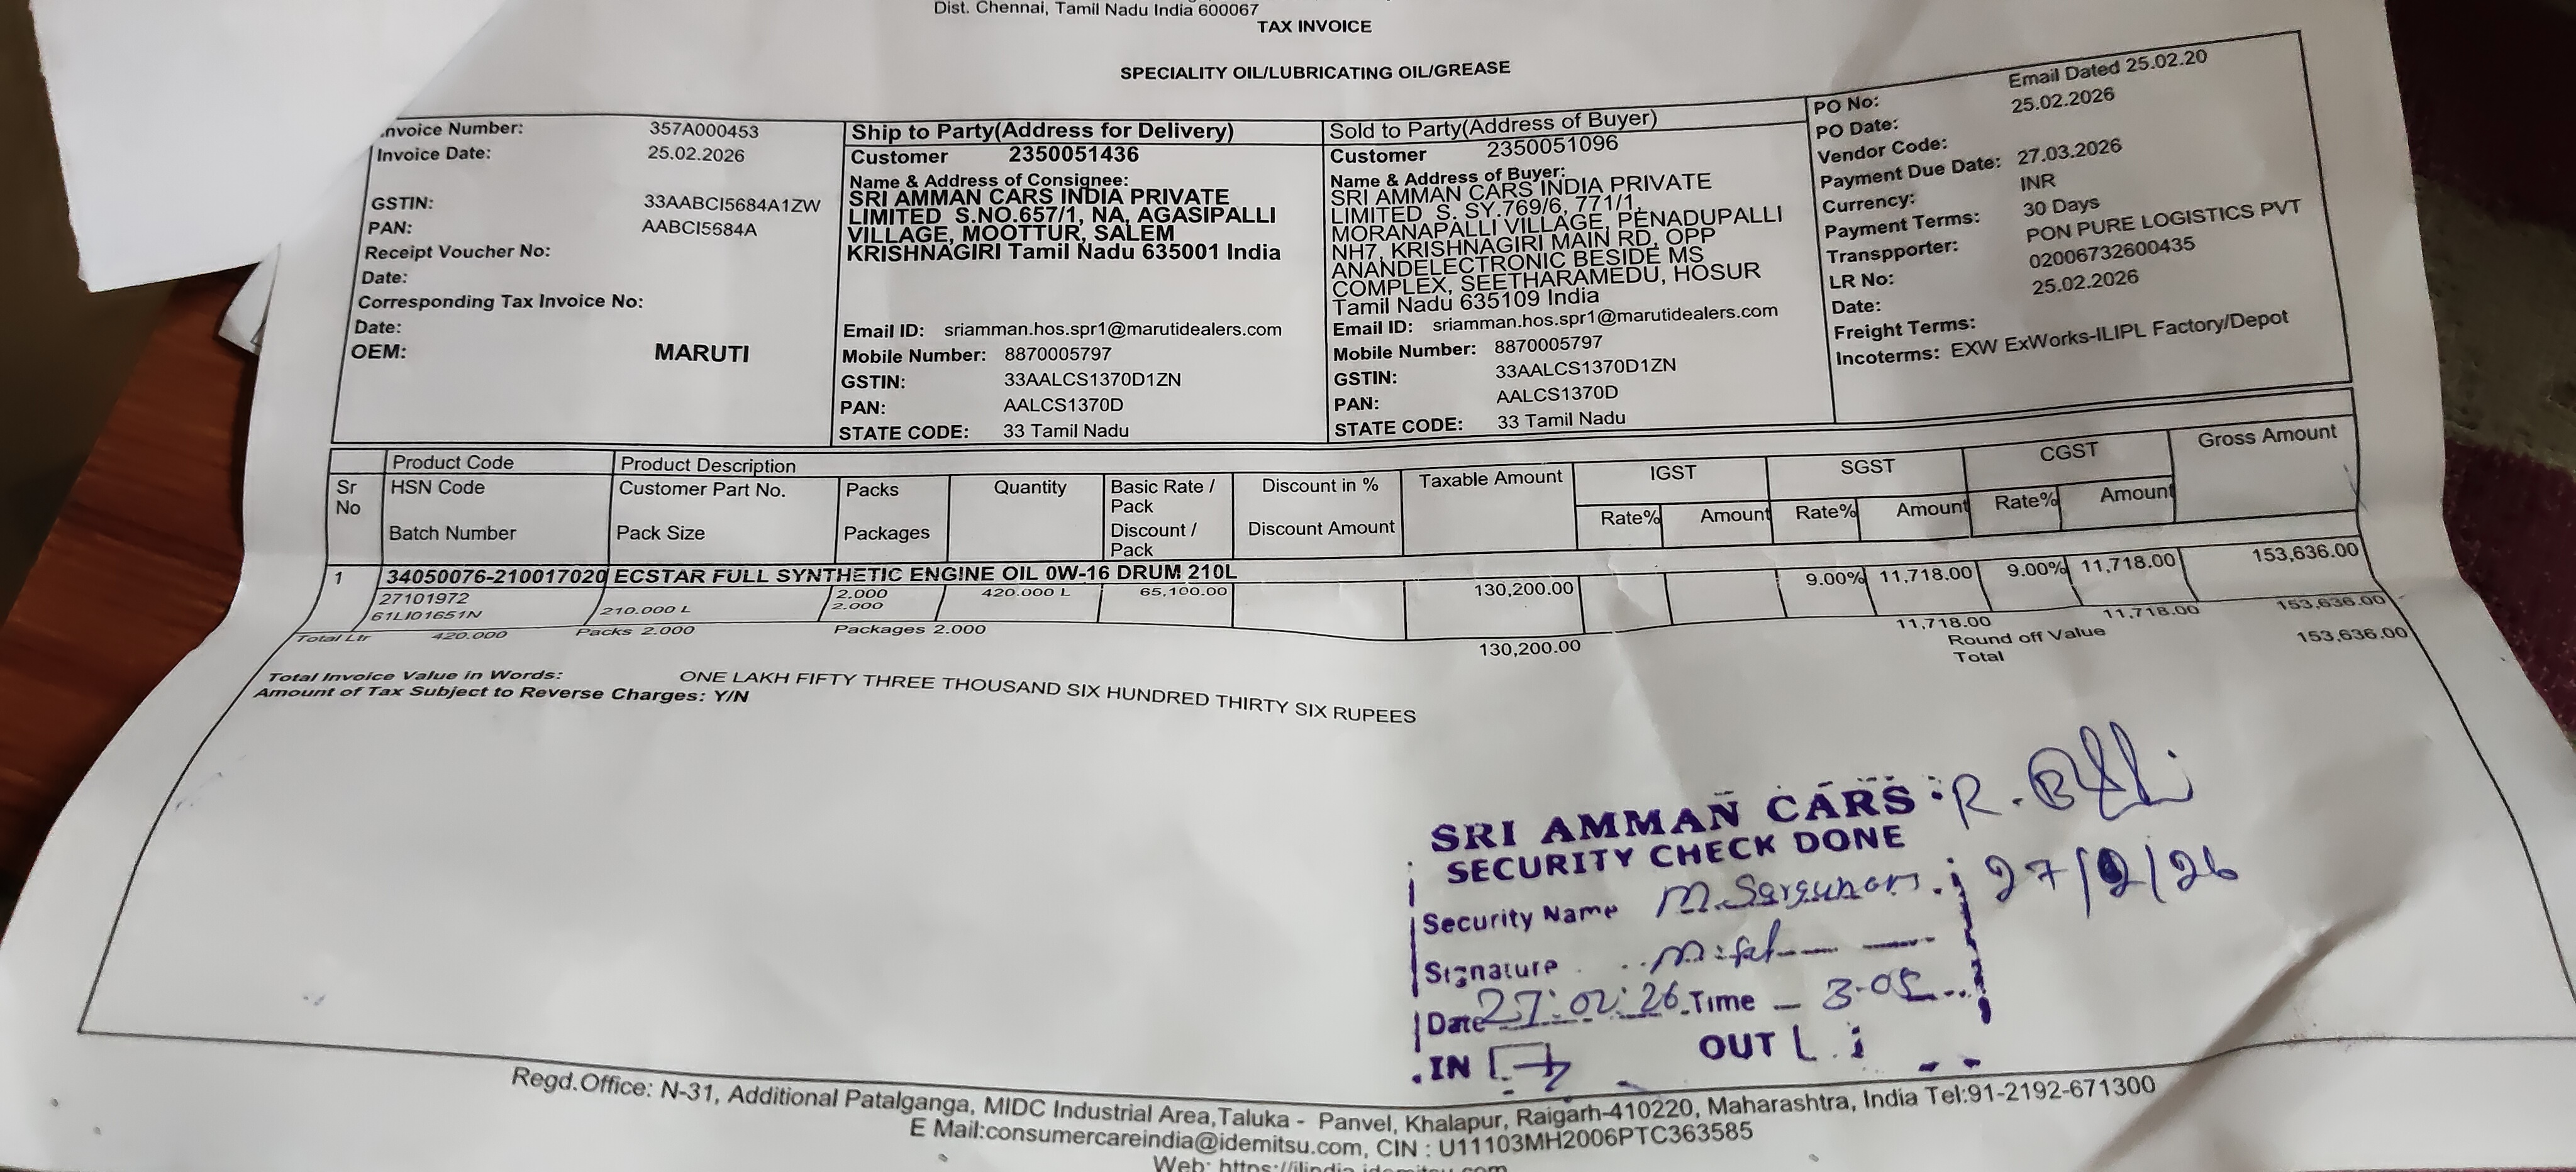 Dist. Chennai, Tamil Nadu India 600067
TAX INVOICE
SPECIALITY OIL/LUBRICATING OIL/GREASE
nvoice Number: 357A000453
Invoice Date: 25.02.2026
GSTIN: 33AABCI5684A1ZW
PAN: AABCI5684A
Receipt Voucher No:
Date:
Corresponding Tax Invoice No:
Date:
OEM: MARUTI
Ship to Party(Address for Delivery)
Customer 2350051436
Name & Address of Consignee:
SRI AMMAN CARS INDIA PRIVATE
LIMITED S.NO.657/1, NA, AGASIPALLI
VILLAGE, MOOTTUR, SALEM
KRISHNAGIRI Tamil Nadu 635001 India
Email ID: sriamman.hos.spr1@marutidealers.com
Mobile Number: 8870005797
GSTIN: 33AALCS1370D1ZN
PAN: AALCS1370D
STATE CODE: 33 Tamil Nadu
Sold to Party(Address of Buyer)
Customer 2350051096
Name & Address of Buyer:
SRI AMMAN CARS INDIA PRIVATE
LIMITED S. SY.769/6, 771/1,
MORANAPALLI VILLAGE, PENADUPALLI
NH7, KRISHNAGIRI MAIN RD, OPP
ANANDELECTRONIC BESIDE MS
COMPLEX, SEETHARAMEDU, HOSUR
Tamil Nadu 635109 India
Email ID: sriamman.hos.spr1@marutidealers.com
Mobile Number: 8870005797
GSTIN: 33AALCS1370D1ZN
PAN: AALCS1370D
STATE CODE: 33 Tamil Nadu
PO No: Email Dated 25.02.20
PO Date: 25.02.2026
Vendor Code:
Payment Due Date: 27.03.2026
Currency: INR
Payment Terms: 30 Days
Transpporter: PON PURE LOGISTICS PVT
LR No: 02006732600435
Date: 25.02.2026
Freight Terms:
Incoterms: EXW ExWorks-ILIPL Factory/Depot
Product Code Product Description Taxable Amount IGST SGST CGST Gross Amount
Sr No HSN Code Customer Part No. Packs Quantity Basic Rate / Pack Discount in % Rate% Amount Rate% Amount Rate% Amount
Batch Number Pack Size Packages Discount / Pack Discount Amount
1 34050076-210017020 ECSTAR FULL SYNTHETIC ENGINE OIL 0W-16 DRUM 210L
27101972 2.000 420.000 L 65,100.00 130,200.00 9.00% 11,718.00 9.00% 11,718.00 153,636.00
61LI01651N 210.000 L 2.000
Total Ltr 420.000 Packs 2.000 Packages 2.000 130,200.00 11,718.00 11,718.00 153,636.00
Round off Value
Total 153,636.00
Total Invoice Value in Words: ONE LAKH FIFTY THREE THOUSAND SIX HUNDRED THIRTY SIX RUPEES
Amount of Tax Subject to Reverse Charges: Y/N
SRI AMMAN CARS
SECURITY CHECK DONE
Security Name
Signature
Date 27:02:26 Time 3-05
IN OUT
R.
27/2/26
Regd.Office: N-31, Additional Patalganga, MIDC Industrial Area,Taluka - Panvel, Khalapur, Raigarh-410220, Maharashtra, India Tel:91-2192-671300
E Mail:consumercareindia@idemitsu.com, CIN : U11103MH2006PTC363585
Web: https://ilindia.idemitsu.com